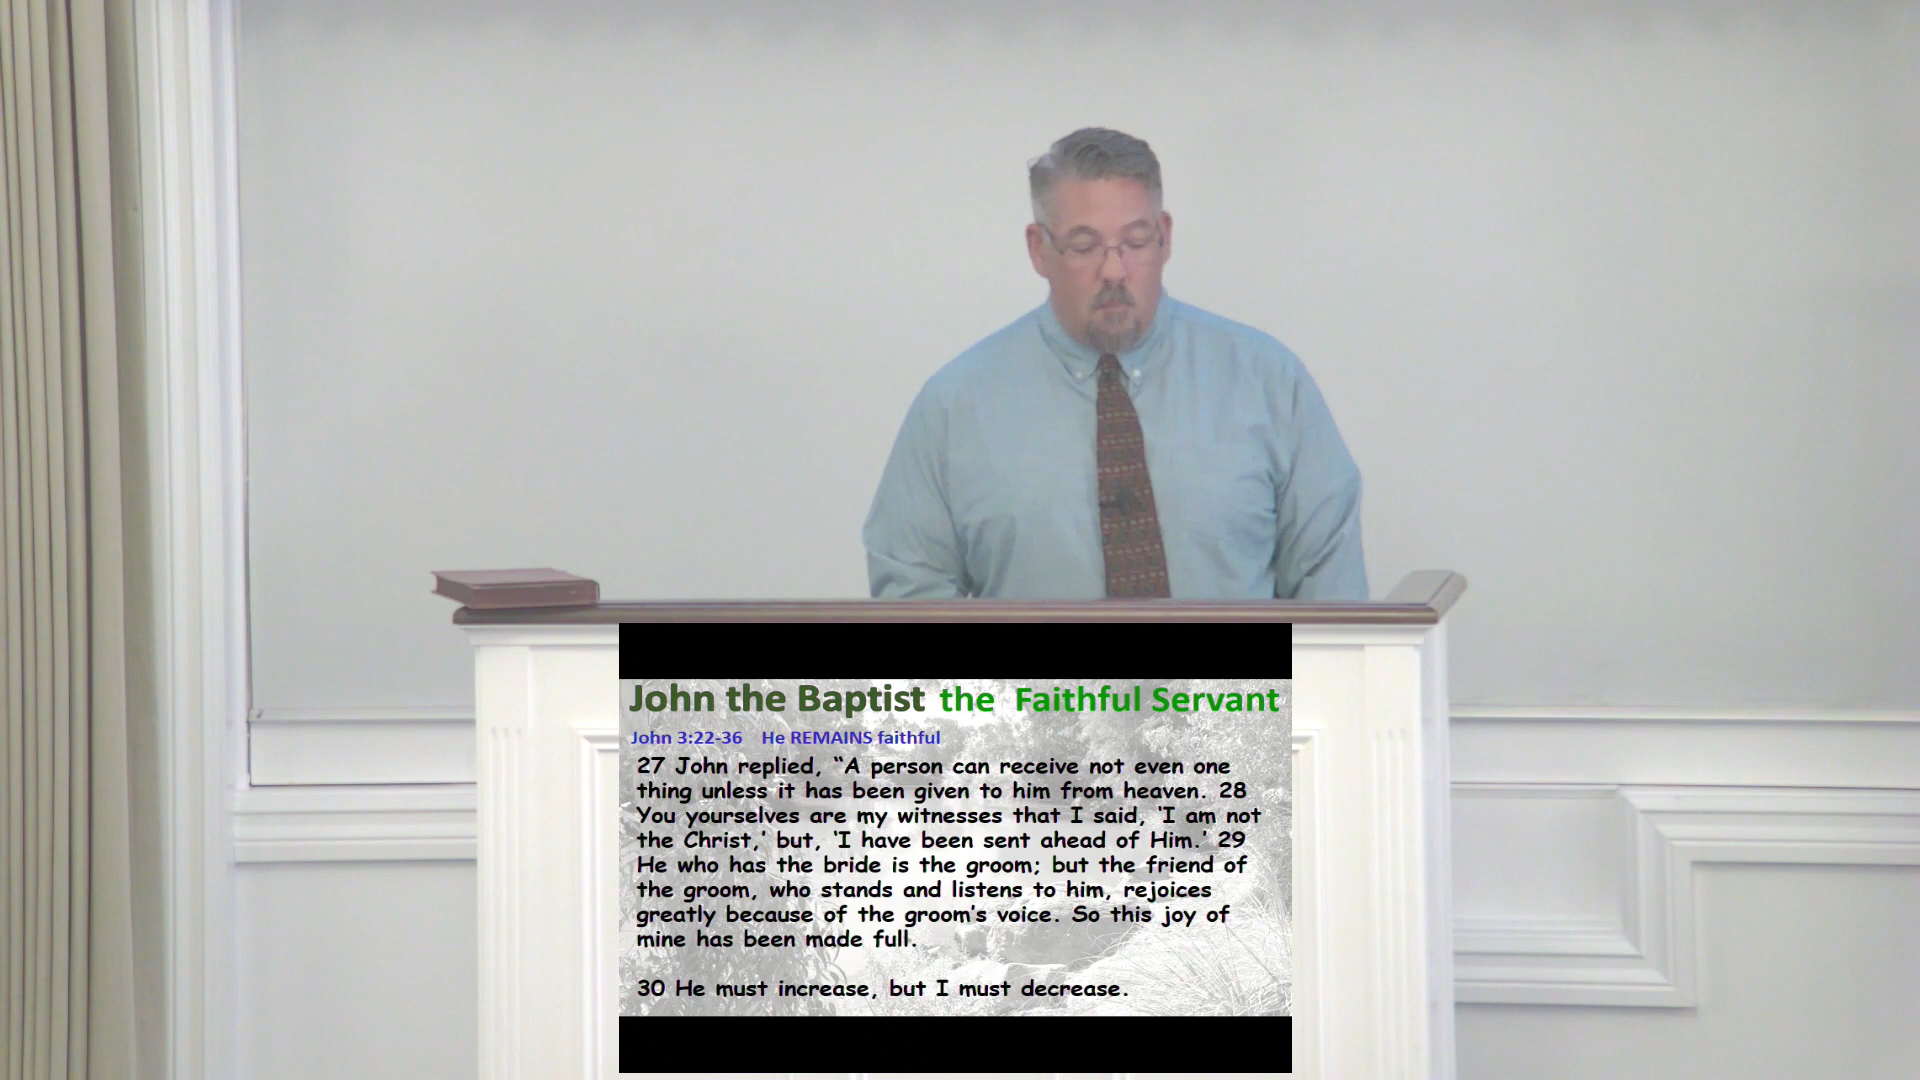 John the Baptist the Faithful Servant
John 3:22-36 He REMAINS faithful
27 John replied, “A person can receive not even one
thing unless it has been given to him from heaven. 28
You yourselves are my witnesses that I said, ‘I am not
the Christ,’ but, ‘I have been sent ahead of Him.’ 29
He who has the bride is the groom; but the friend of
the groom, who stands and listens to him, rejoices
greatly because of the groom’s voice. So this joy of
mine has been made full.
30 He must increase, but I must decrease.